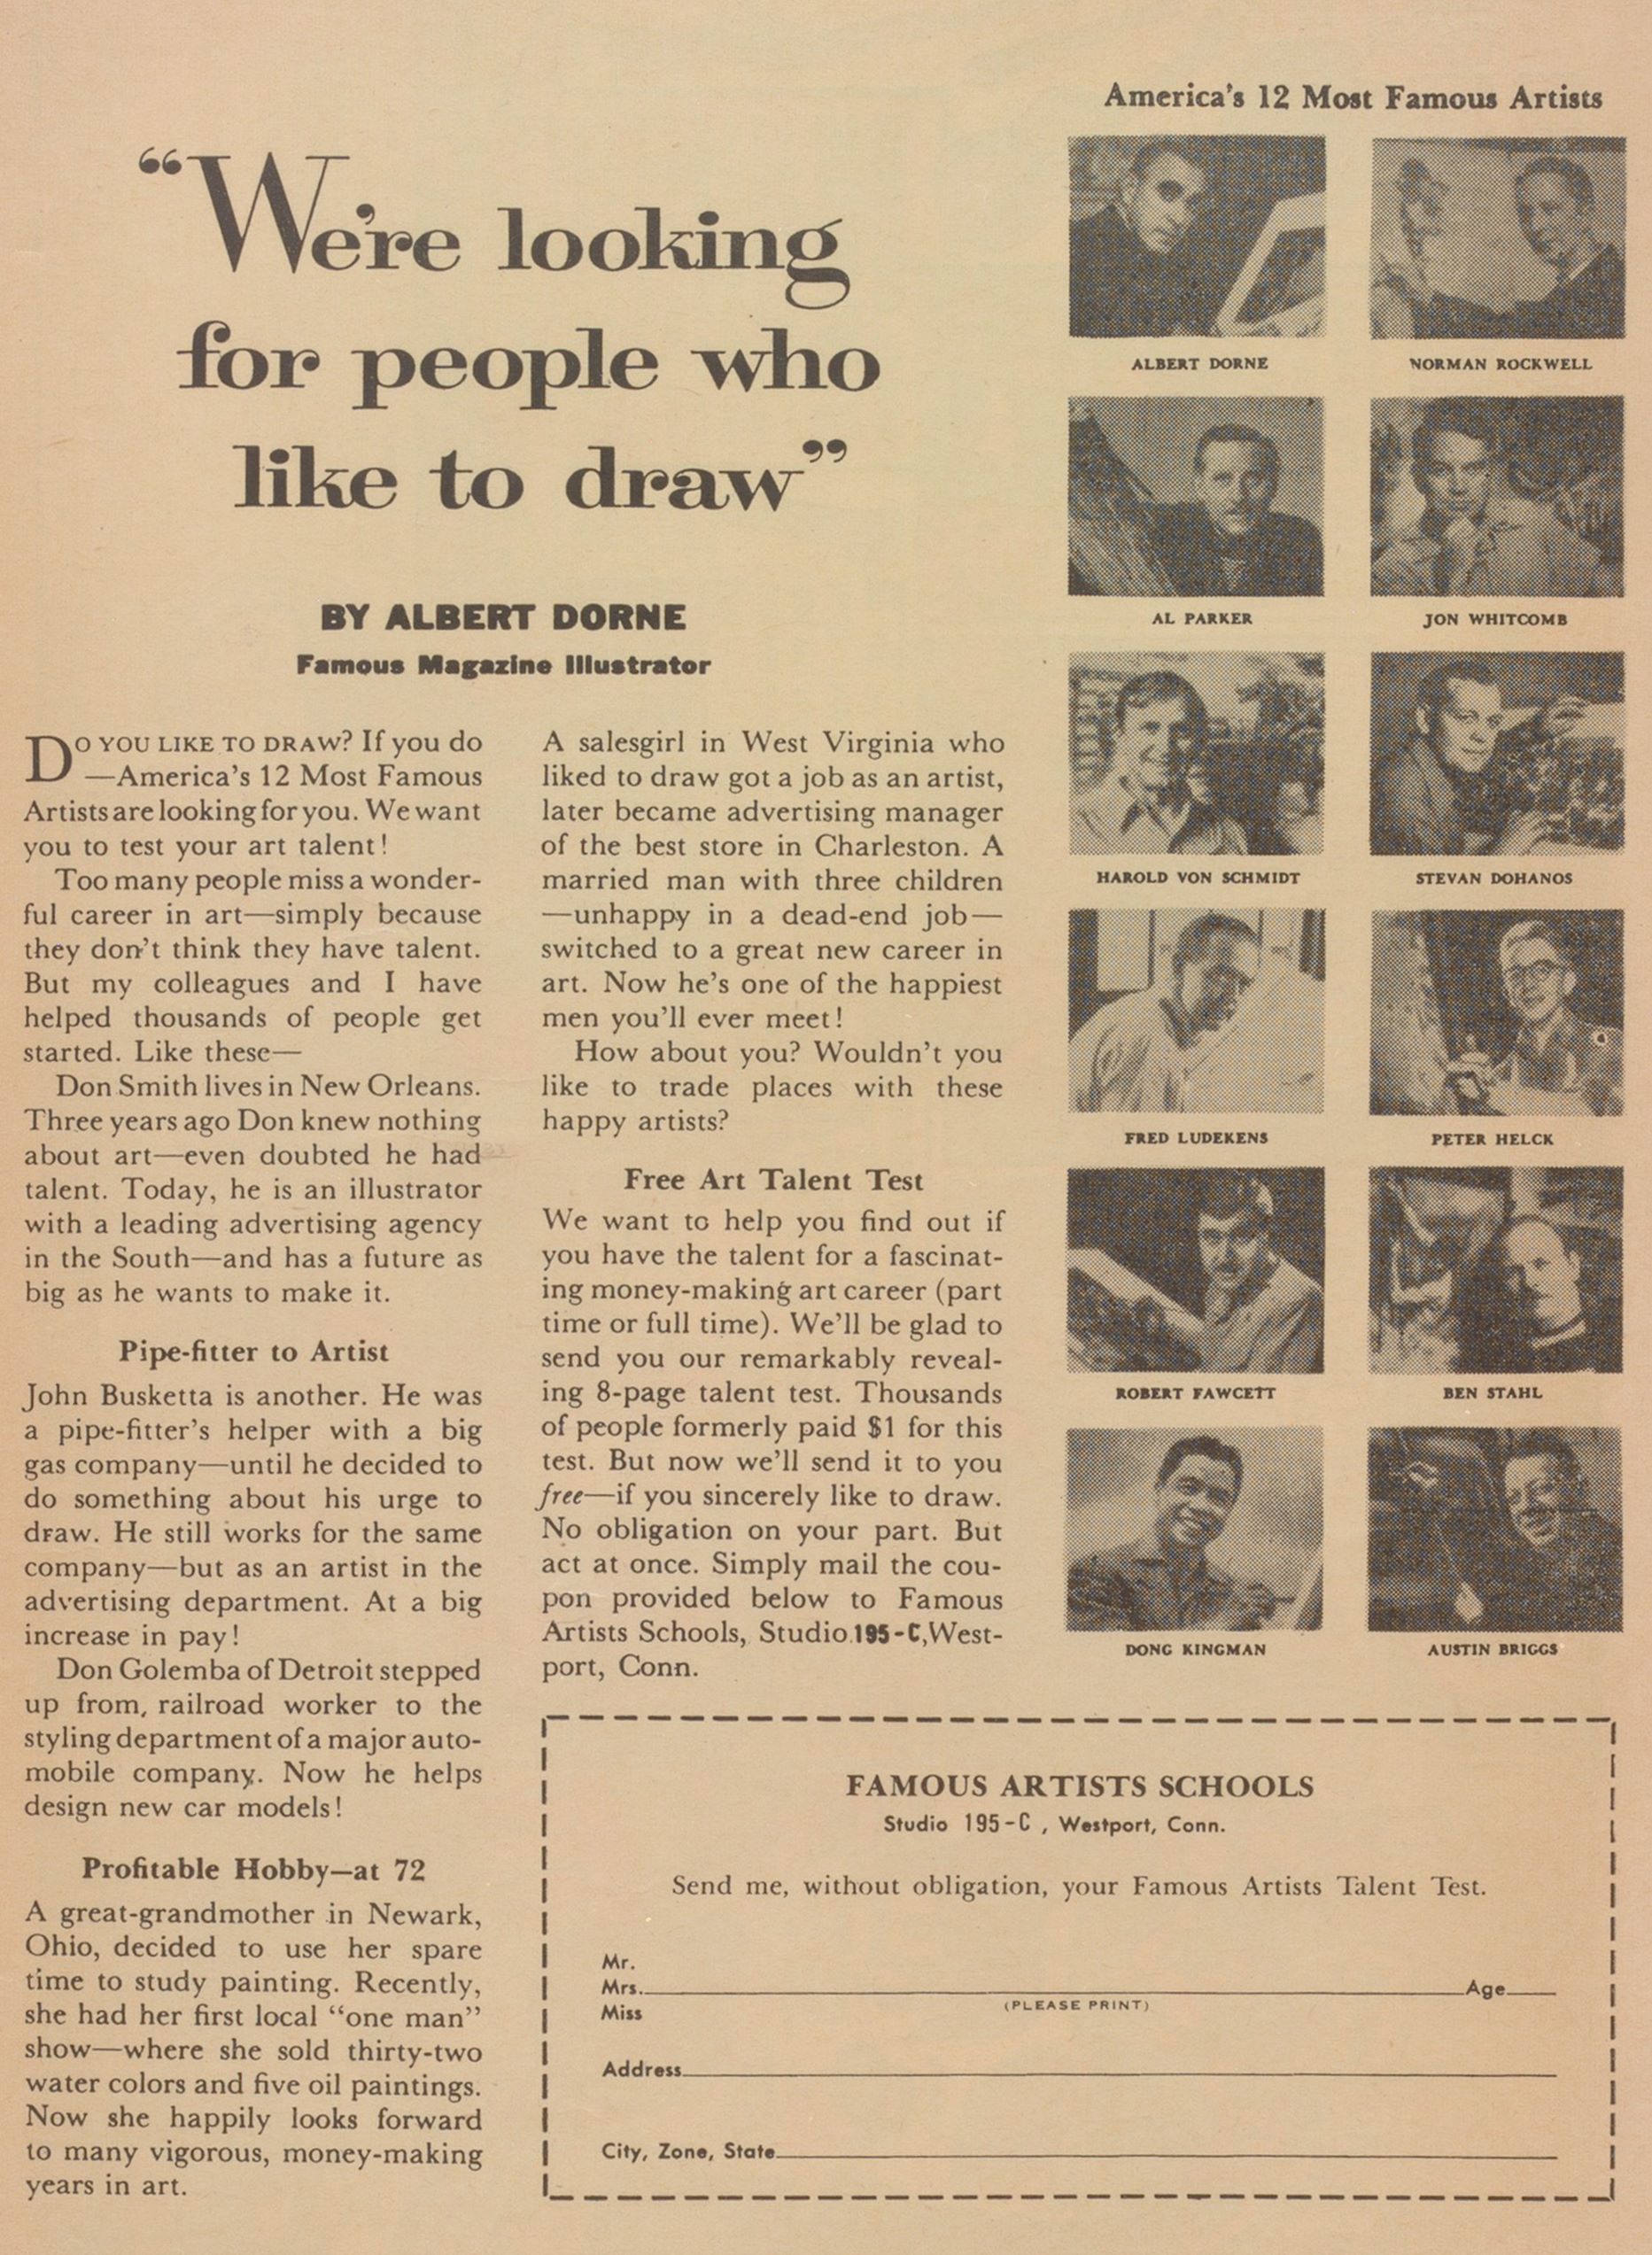 “We’re looking
for people who
like to draw”
BY ALBERT DORNE
Famous Magazine Illustrator
DO YOU LIKE TO DRAW? If you do
—America’s 12 Most Famous
Artists are looking for you. We want
you to test your art talent!
Too many people miss a wonder-
ful career in art—simply because
they don’t think they have talent.
But my colleagues and I have
helped thousands of people get
started. Like these—
Don Smith lives in New Orleans.
Three years ago Don knew nothing
about art—even doubted he had
talent. Today, he is an illustrator
with a leading advertising agency
in the South—and has a future as
big as he wants to make it.
Pipe-fitter to Artist
John Busketta is another. He was
a pipe-fitter’s helper with a big
gas company—until he decided to
do something about his urge to
draw. He still works for the same
company—but as an artist in the
advertising department. At a big
increase in pay!
Don Golemba of Detroit stepped
up from, railroad worker to the
styling department of a major auto-
mobile company. Now he helps
design new car models!
Profitable Hobby—at 72
A great-grandmother in Newark,
Ohio, decided to use her spare
time to study painting. Recently,
she had her first local “one man”
show—where she sold thirty-two
water colors and five oil paintings.
Now she happily looks forward
to many vigorous, money-making
years in art.
A salesgirl in West Virginia who
liked to draw got a job as an artist,
later became advertising manager
of the best store in Charleston. A
married man with three children
—unhappy in a dead-end job—
switched to a great new career in
art. Now he’s one of the happiest
men you’ll ever meet!
How about you? Wouldn’t you
like to trade places with these
happy artists?
Free Art Talent Test
We want to help you find out if
you have the talent for a fascinat-
ing money-making art career (part
time or full time). We’ll be glad to
send you our remarkably reveal-
ing 8-page talent test. Thousands
of people formerly paid $1 for this
test. But now we’ll send it to you
free—if you sincerely like to draw.
No obligation on your part. But
act at once. Simply mail the cou-
pon provided below to Famous
Artists Schools, Studio 195-C, West-
port, Conn.
America’s 12 Most Famous Artists
ALBERT DORNE
NORMAN ROCKWELL
AL PARKER
JON WHITCOMB
HAROLD VON SCHMIDT
STEVAN DOHANOS
FRED LUDEKENS
PETER HELCK
ROBERT FAWCETT
BEN STAHL
DONG KINGMAN
AUSTIN BRIGGS
FAMOUS ARTISTS SCHOOLS
Studio 195-C, Westport, Conn.
Send me, without obligation, your Famous Artists Talent Test.
Mr.
Mrs. Age
Miss (PLEASE PRINT)
Address
City, Zone, State